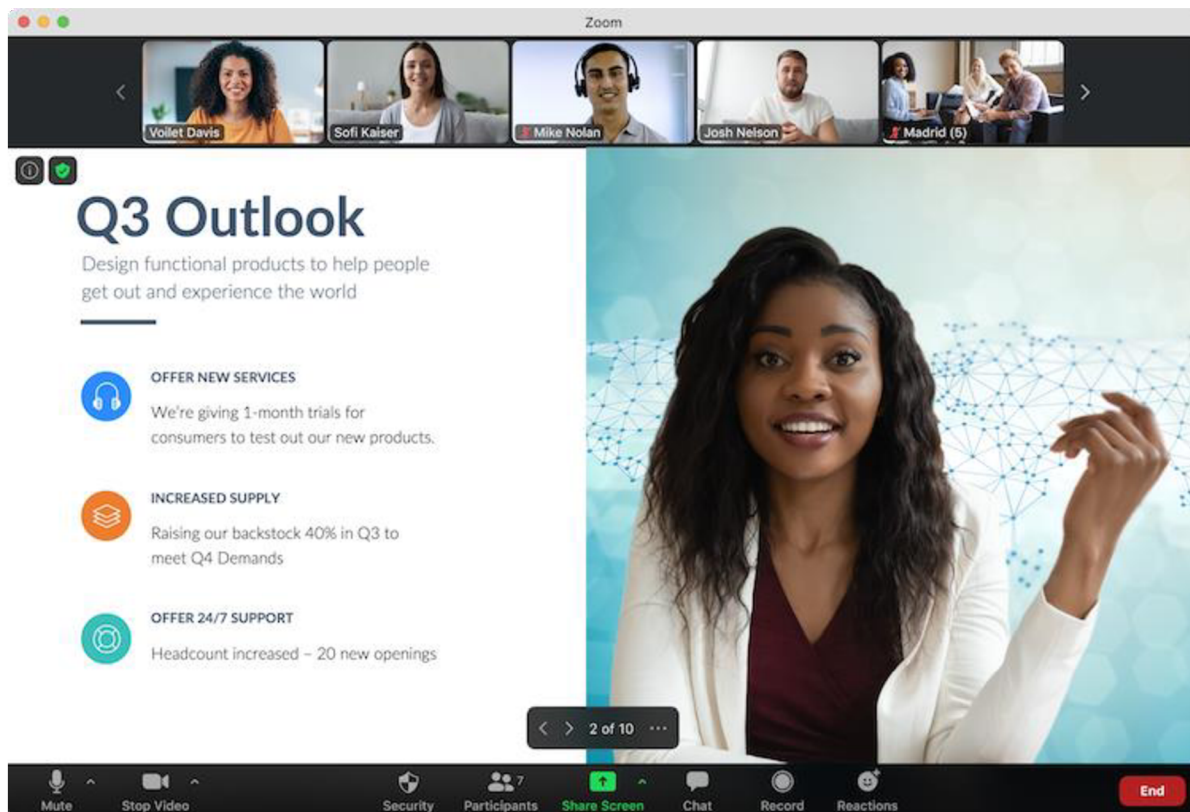 Zoom
Voilet Davis
Sofi Kaiser
Mike Nolan
Josh Nelson
Madrid (5)
Q3 Outlook
Design functional products to help people
get out and experience the world
OFFER NEW SERVICES
We're giving 1-month trials for
consumers to test out our new products.
INCREASED SUPPLY
Raising our backstock 40% in Q3 to
meet Q4 Demands
OFFER 24/7 SUPPORT
Headcount increased – 20 new openings
2 of 10
Mute
Stop Video
Security
Participants 7
Share Screen
Chat
Record
Reactions
End